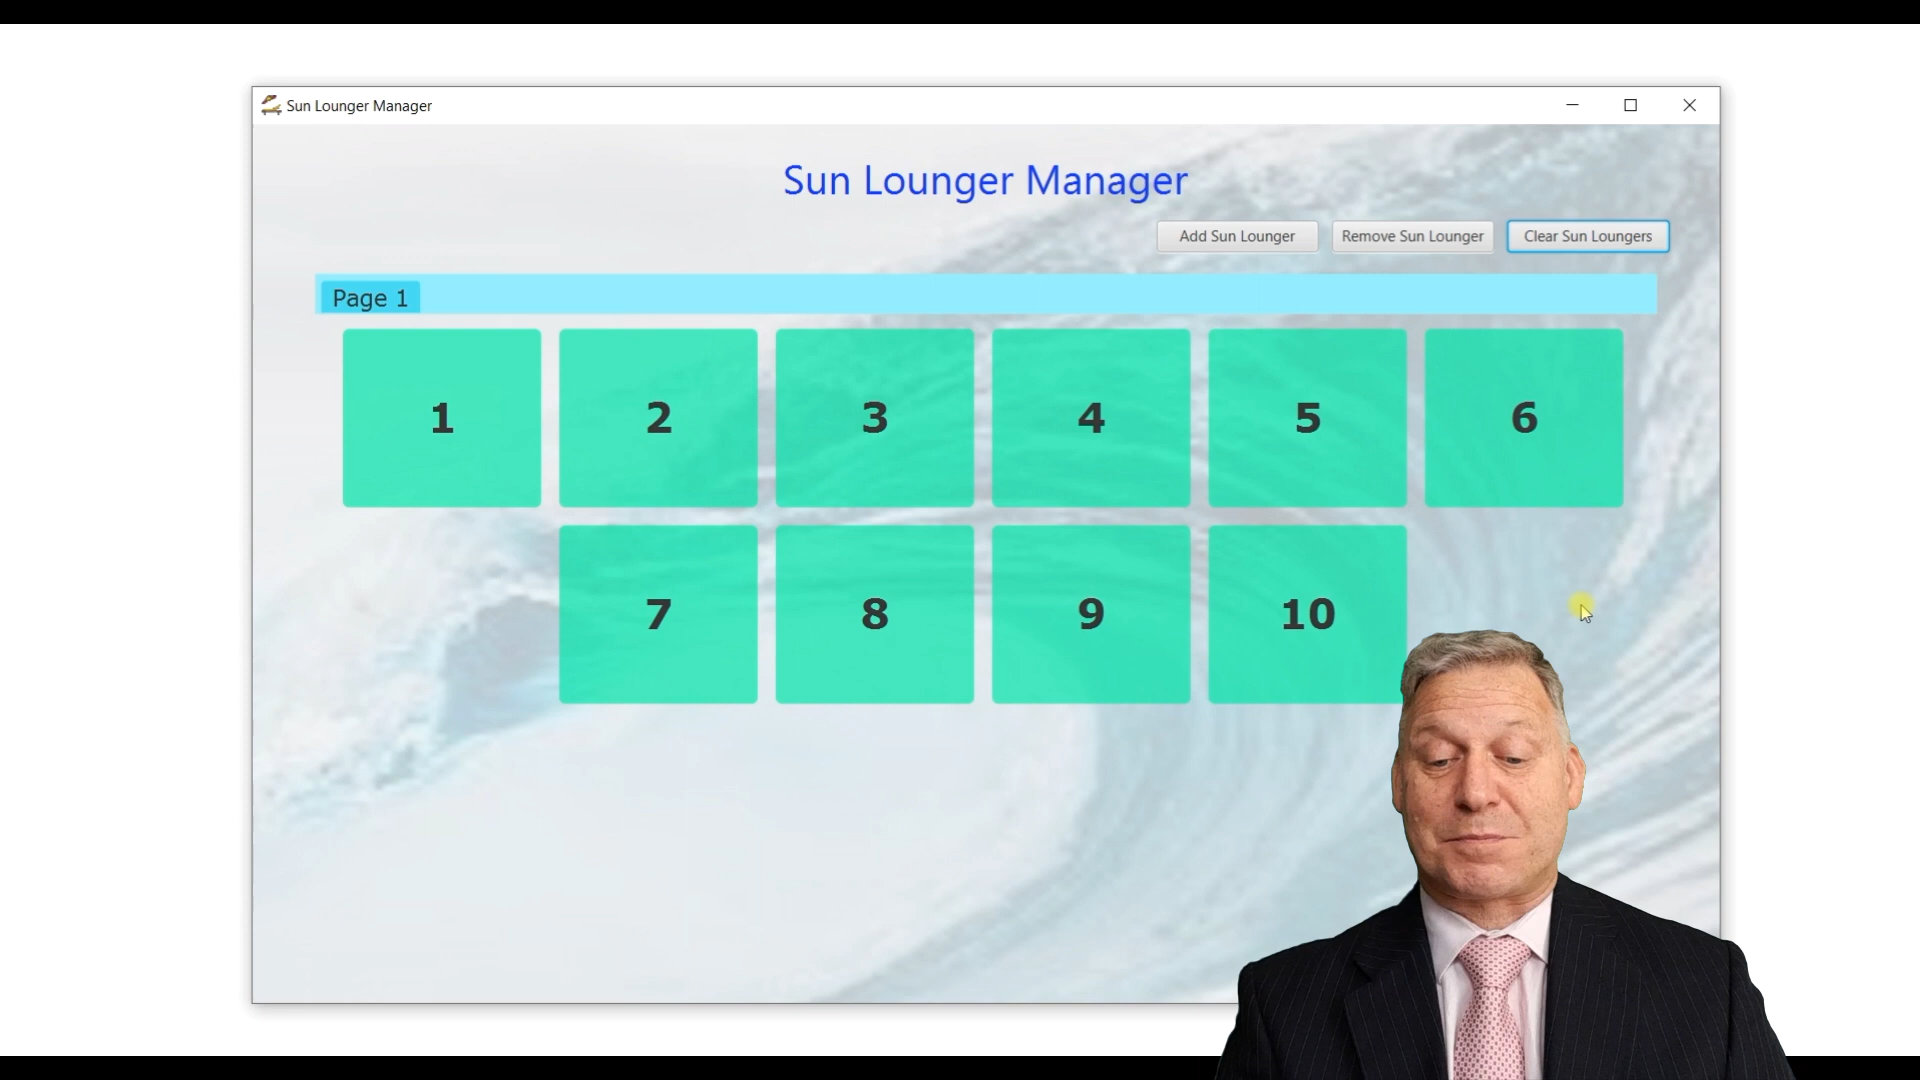 Sun Lounger Manager
Sun Lounger Manager
Add Sun Lounger Remove Sun Lounger Clear Sun Loungers
Page 1
1 2 3 4 5 6
7 8 9 10